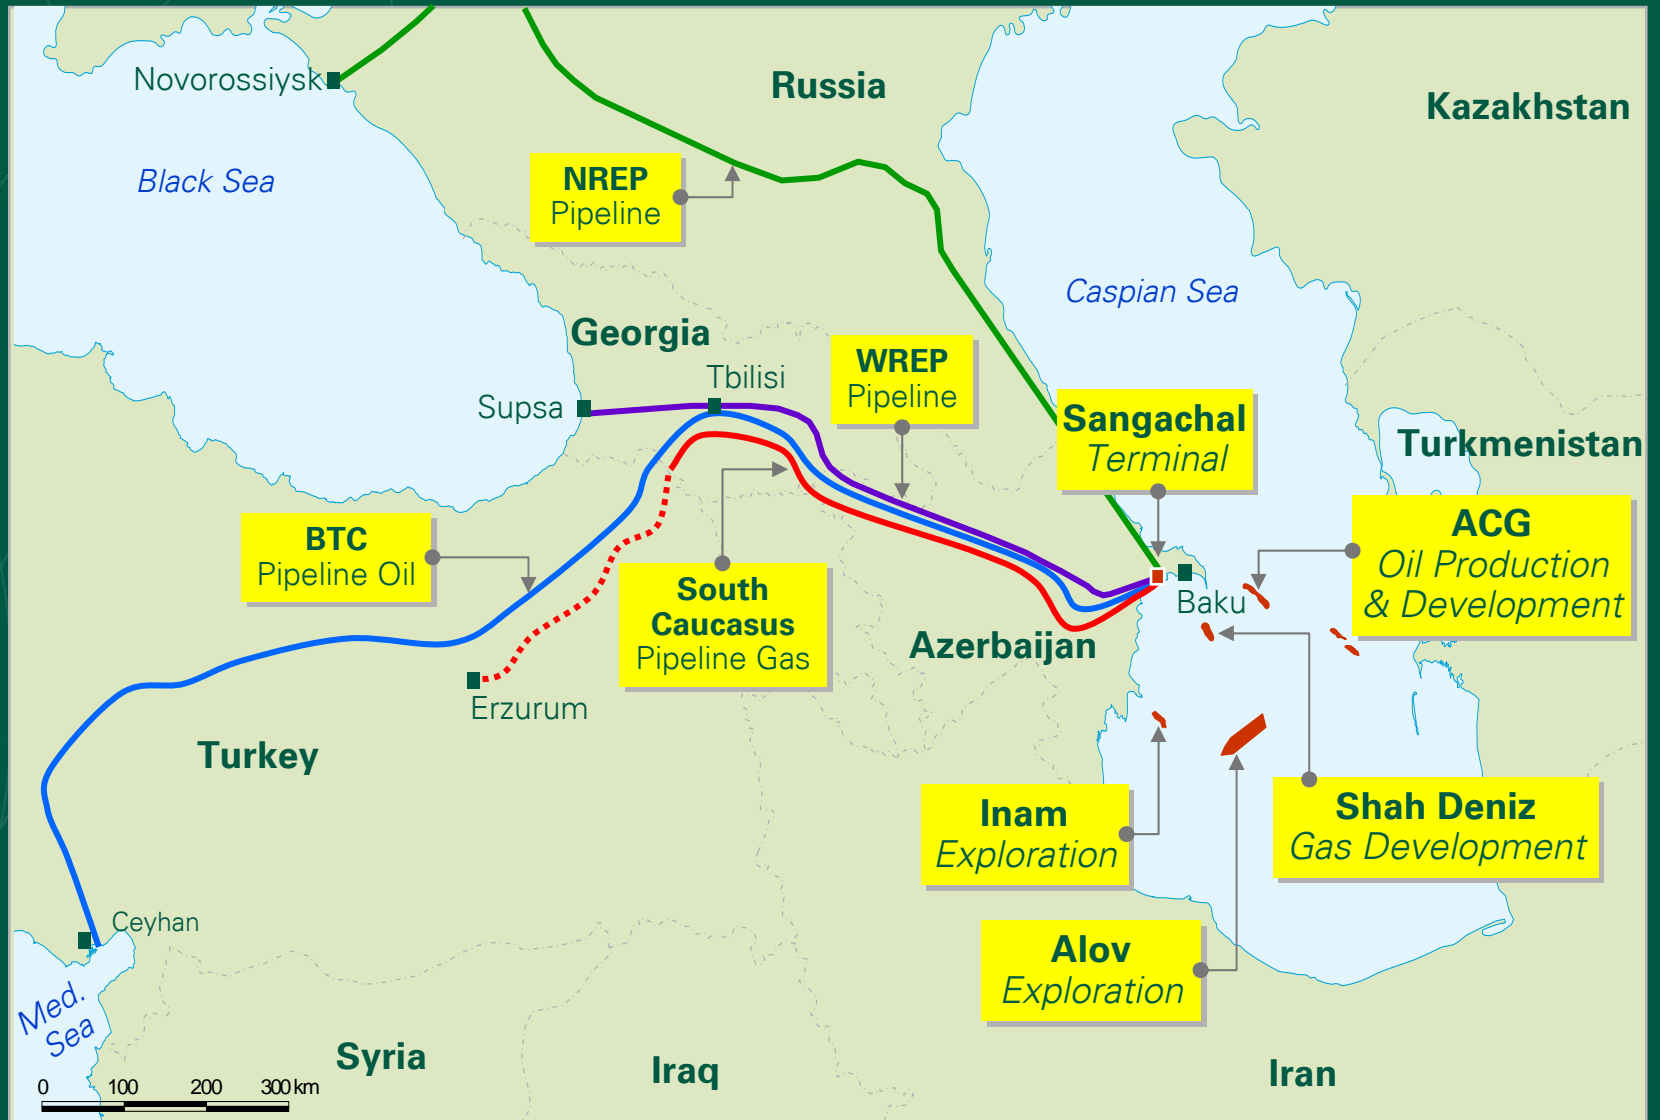 Novorossiysk
Russia
Kazakhstan
Black Sea
NREP
Pipeline
Caspian Sea
Georgia
Tbilisi
WREP
Pipeline
Supsa
Sangachal
Terminal
Turkmenistan
BTC
Pipeline Oil
South
Caucasus
Pipeline Gas
ACG
Oil Production
& Development
Baku
Azerbaijan
Erzurum
Turkey
Inam
Exploration
Shah Deniz
Gas Development
Ceyhan
Alov
Exploration
Med.
Sea
Syria
Iraq
Iran
0 100 200 300 km